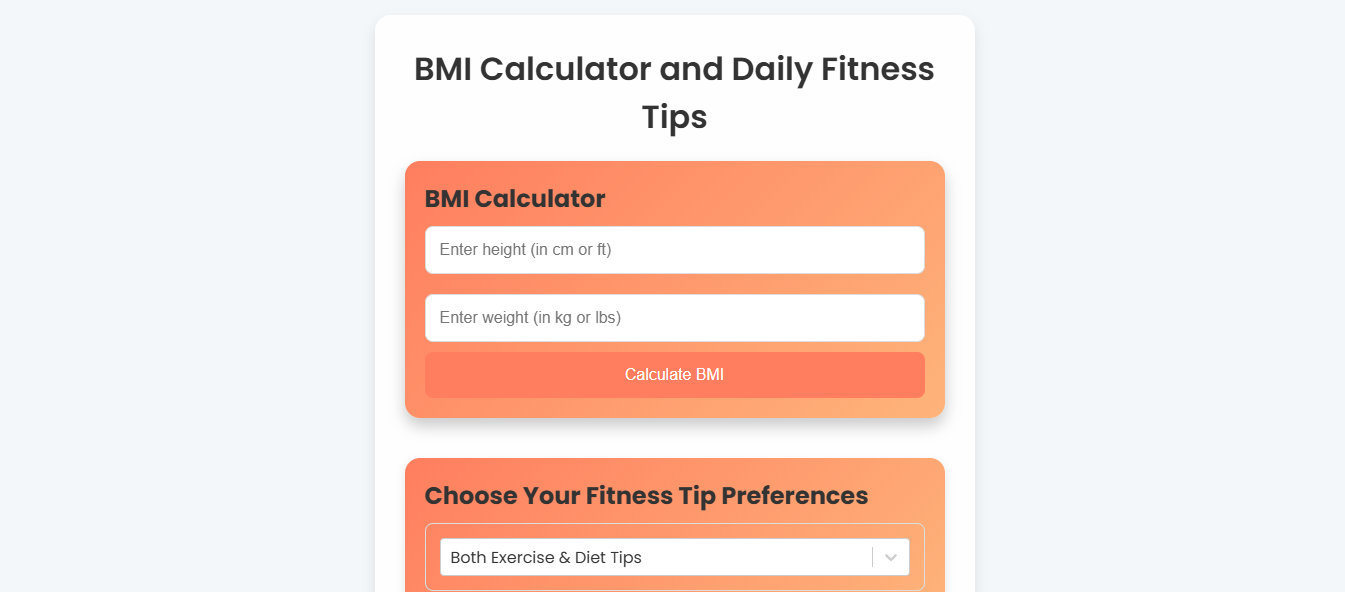 BMI Calculator and Daily Fitness
Tips
BMI Calculator
Enter height (in cm or ft)
Enter weight (in kg or lbs)
Calculate BMI
Choose Your Fitness Tip Preferences
Both Exercise & Diet Tips